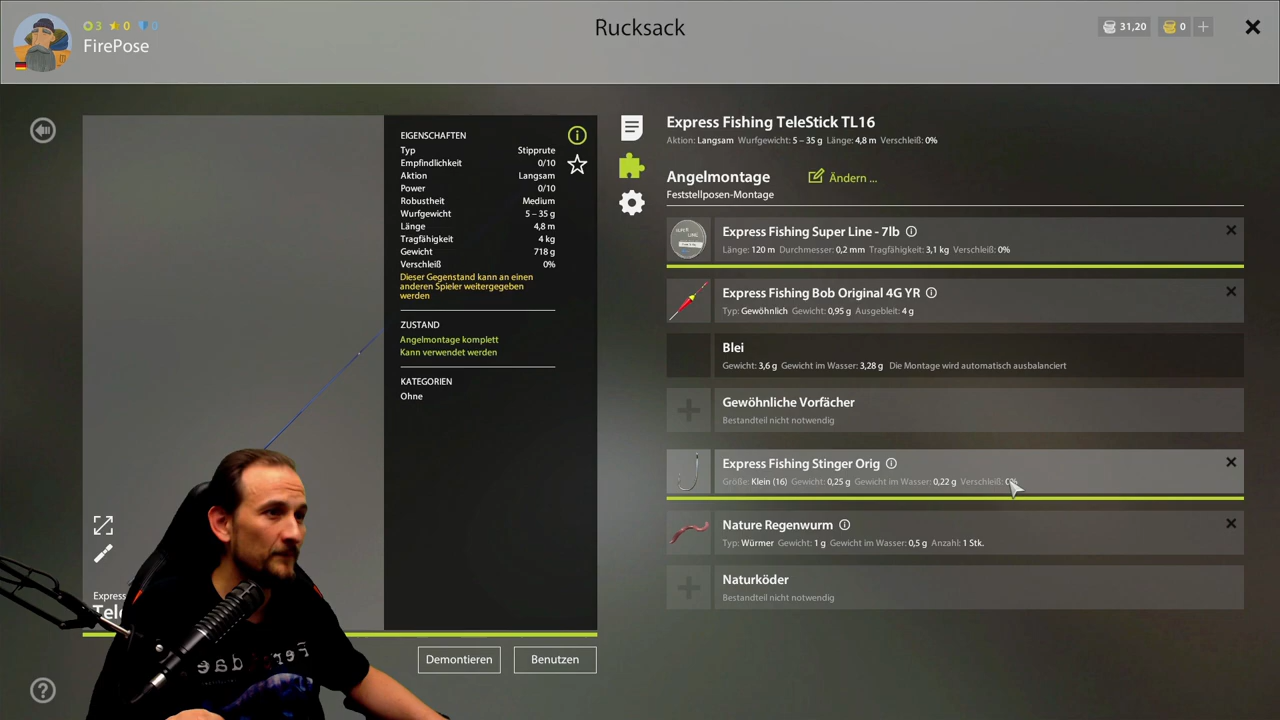 3 0 0
FirePose
Rucksack
31,20
0
EIGENSCHAFTEN
Typ Stipprute
Empfindlichkeit 0/10
Aktion Langsam
Power 0/10
Robustheit Medium
Wurfgewicht 5 – 35 g
Länge 4,8 m
Tragfähigkeit 4 kg
Gewicht 718 g
Verschleiß 0%
Dieser Gegenstand kann an einen
anderen Spieler weitergegeben
werden
ZUSTAND
Angelmontage komplett
Kann verwendet werden
KATEGORIEN
Ohne
Express
Demontieren
Benutzen
Express Fishing TeleStick TL16
Aktion: Langsam Wurfgewicht: 5 – 35 g Länge: 4,8 m Verschleiß: 0%
Angelmontage
Ändern ...
Feststellposen-Montage
Express Fishing Super Line - 7lb
Länge: 120 m Durchmesser: 0,2 mm Tragfähigkeit: 3,1 kg Verschleiß: 0%
Express Fishing Bob Original 4G YR
Typ: Gewöhnlich Gewicht: 0,95 g Ausgebleit: 4 g
Blei
Gewicht: 3,6 g Gewicht im Wasser: 3,28 g Die Montage wird automatisch ausbalanciert
Gewöhnliche Vorfächer
Bestandteil nicht notwendig
Express Fishing Stinger Orig
Größe: Klein (16) Gewicht: 0,25 g Gewicht im Wasser: 0,22 g Verschleiß: 0%
Nature Regenwurm
Typ: Würmer Gewicht: 1 g Gewicht im Wasser: 0,5 g Anzahl: 1 Stk.
Naturköder
Bestandteil nicht notwendig